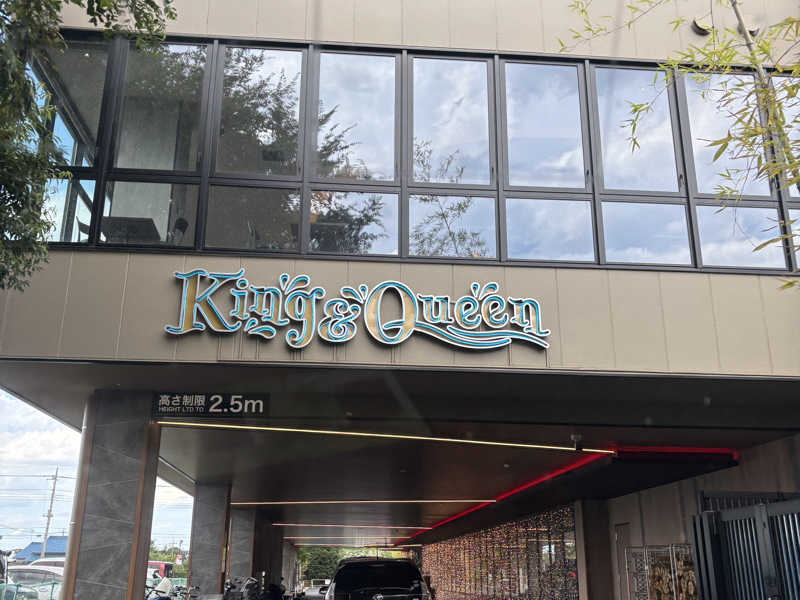 King & Queen
高さ制限
HEIGHT LTD TO
2.5m